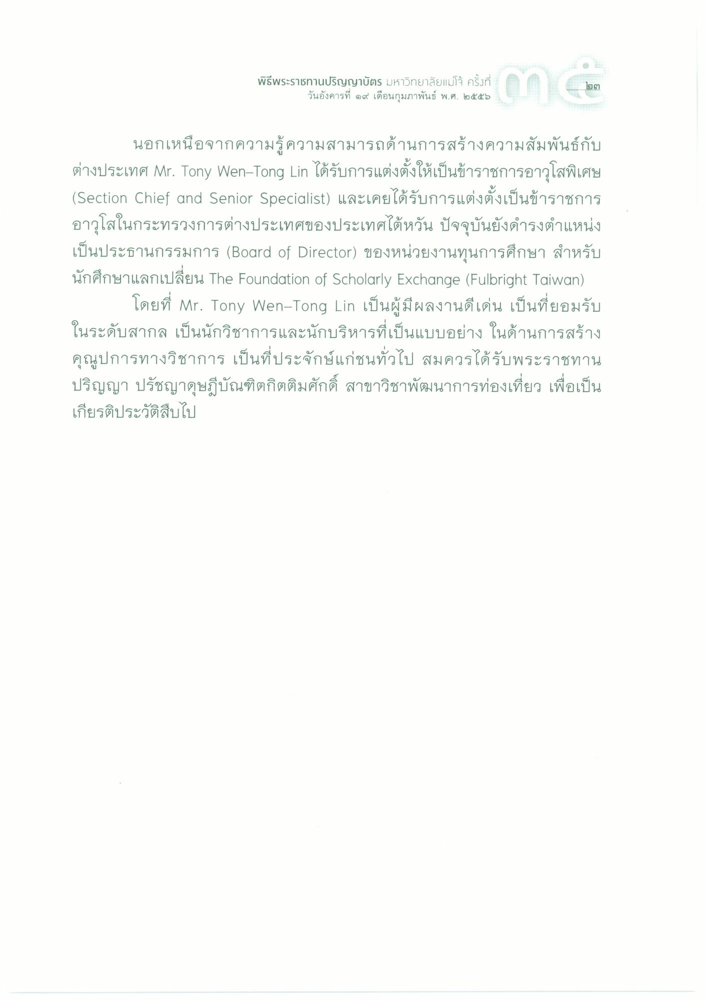 พิธีพระราชทานปริญญาบัตร มหาวิทยาลัยแม่โจ้ ครั้งที่ ๓๕
วันอังคารที่ ๑๙ เดือนกุมภาพันธ์ พ.ศ. ๒๕๕๖
๒๓
นอกเหนือจากความรู้ความสามารถด้านการสร้างความสัมพันธ์กับ
ต่างประเทศ Mr. Tony Wen–Tong Lin ได้รับการแต่งตั้งให้เป็นข้าราชการอาวุโสพิเศษ
(Section Chief and Senior Specialist) และเคยได้รับการแต่งตั้งเป็นข้าราชการ
อาวุโสในกระทรวงการต่างประเทศของประเทศไต้หวัน ปัจจุบันยังดำรงตำแหน่ง
เป็นประธานกรรมการ (Board of Director) ของหน่วยงานทุนการศึกษา สำหรับ
นักศึกษาแลกเปลี่ยน The Foundation of Scholarly Exchange (Fulbright Taiwan)
โดยที่ Mr. Tony Wen–Tong Lin เป็นผู้มีผลงานดีเด่น เป็นที่ยอมรับ
ในระดับสากล เป็นนักวิชาการและนักบริหารที่เป็นแบบอย่าง ในด้านการสร้าง
คุณูปการทางวิชาการ เป็นที่ประจักษ์แก่ชนทั่วไป สมควรได้รับพระราชทาน
ปริญญา ปรัชญาดุษฎีบัณฑิตกิตติมศักดิ์ สาขาวิชาพัฒนาการท่องเที่ยว เพื่อเป็น
เกียรติประวัติสืบไป